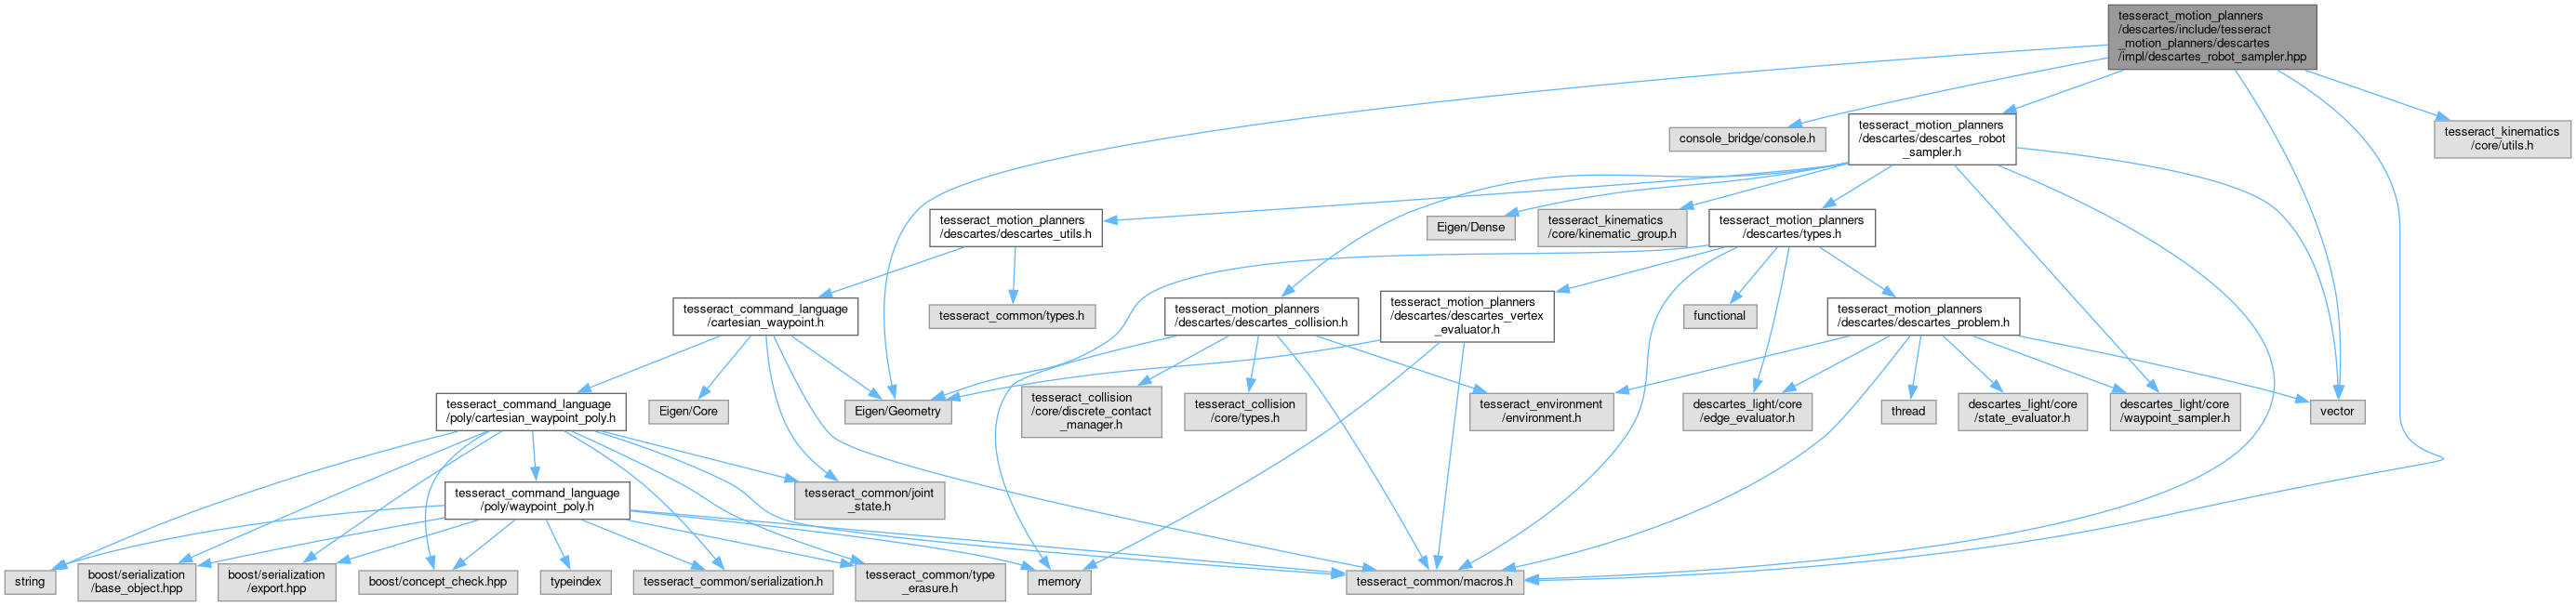 tesseract_motion_planners
/descartes/include/tesseract
_motion_planners/descartes
/impl/descartes_robot_sampler.hpp
console_bridge/console.h
tesseract_motion_planners
/descartes/descartes_robot
_sampler.h
tesseract_kinematics
/core/utils.h
tesseract_motion_planners
/descartes/descartes_utils.h
Eigen/Dense
tesseract_kinematics
/core/kinematic_group.h
tesseract_motion_planners
/descartes/types.h
tesseract_command_language
/cartesian_waypoint.h
tesseract_common/types.h
tesseract_motion_planners
/descartes/descartes_collision.h
tesseract_motion_planners
/descartes/descartes_vertex
_evaluator.h
functional
tesseract_motion_planners
/descartes/descartes_problem.h
tesseract_command_language
/poly/cartesian_waypoint_poly.h
Eigen/Core
Eigen/Geometry
tesseract_collision
/core/discrete_contact
_manager.h
tesseract_collision
/core/types.h
tesseract_environment
/environment.h
descartes_light/core
/edge_evaluator.h
thread
descartes_light/core
/state_evaluator.h
descartes_light/core
/waypoint_sampler.h
vector
tesseract_command_language
/poly/waypoint_poly.h
tesseract_common/joint
_state.h
string
boost/serialization
/base_object.hpp
boost/serialization
/export.hpp
boost/concept_check.hpp
typeindex
tesseract_common/serialization.h
tesseract_common/type
_erasure.h
memory
tesseract_common/macros.h